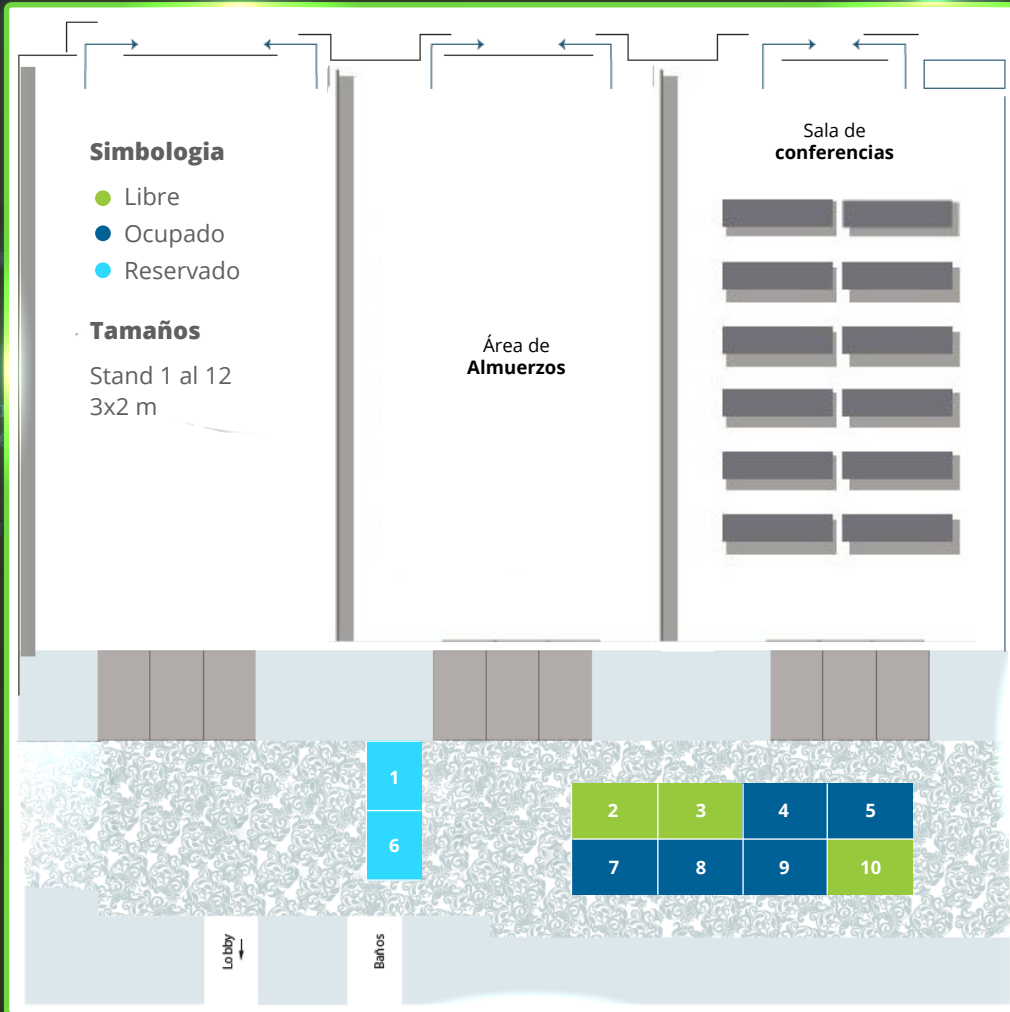 Simbologia
Libre
Ocupado
Reservado
Tamaños
Stand 1 al 12
3x2 m
Área de
Almuerzos
Sala de
conferencias
1
6
2 3 4 5
7 8 9 10
Lobby
Baños